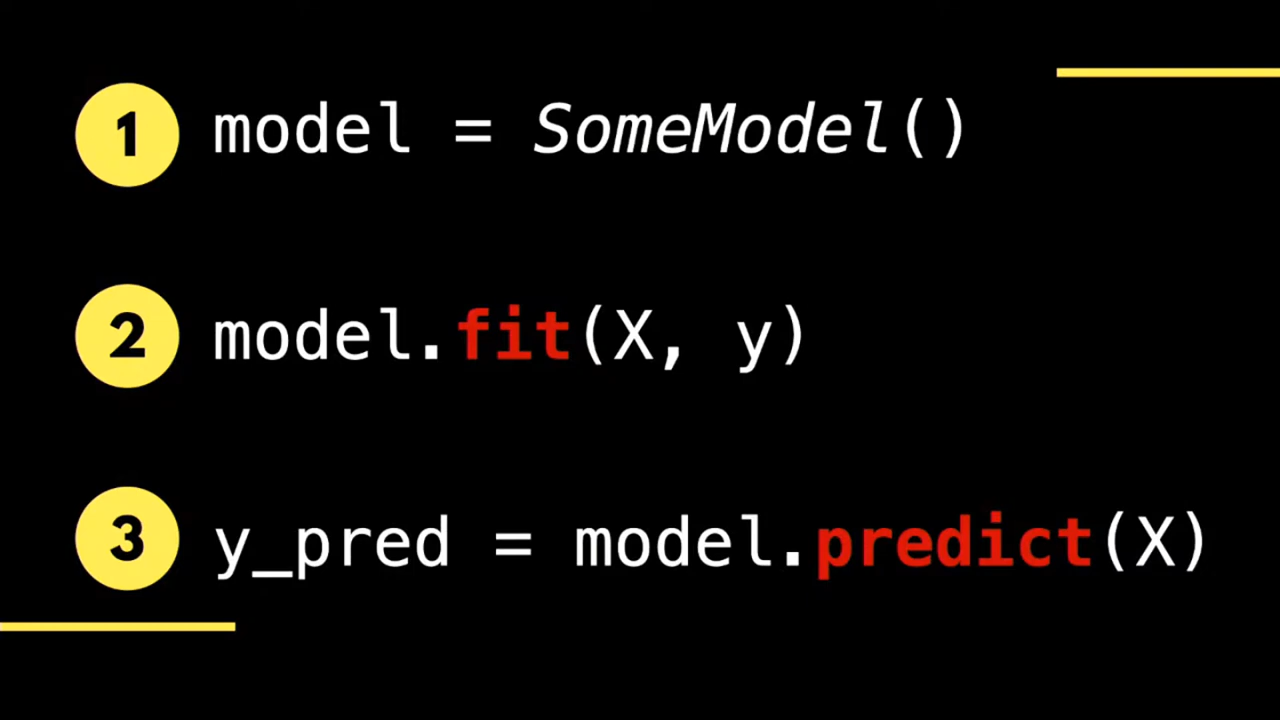 1 model = SomeModel()
2 model.fit(X, y)
3 y_pred = model.predict(X)